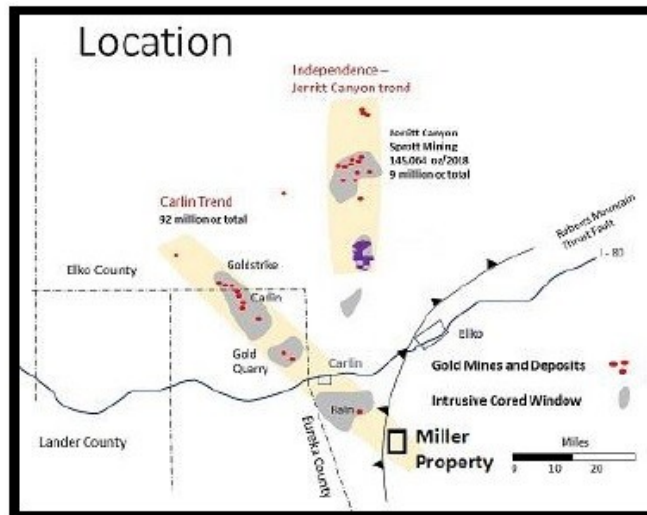 Location
Independence –
Jerritt Canyon trond
Jerritt Canyon
Sprott Mining
145,064 oz/2018
9 million oz total
Carlin Trend
92 million oz total
Roberts Mountain
Thrust Fault
I - 80
Elko County
Goldstrike
Carlin
Elko
Gold
Quarry
Carlin
Gold Mines and Deposits
Rain
Intrusive Cored Window
Lander County
Eureka County
Miller
Property
Miles
0 10 20